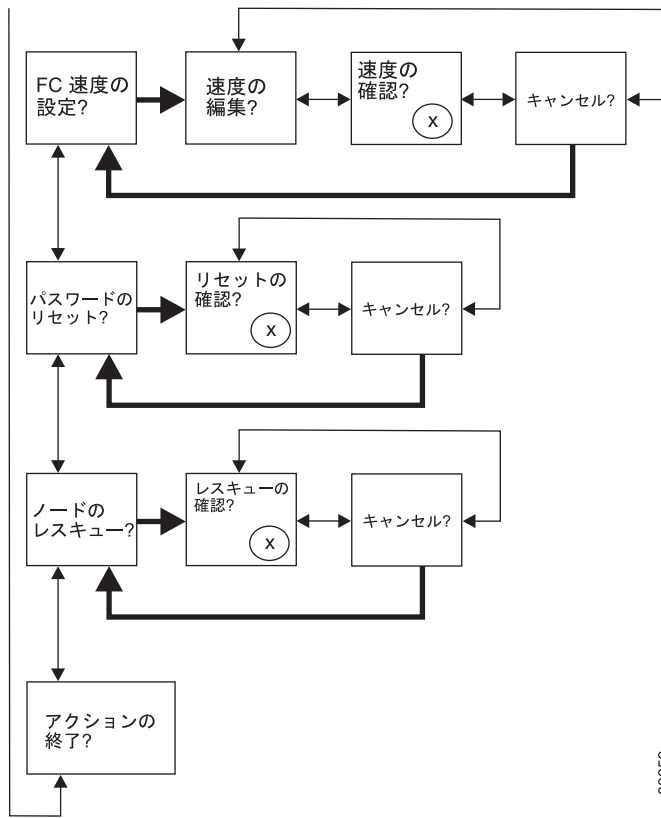 FC 速度の
設定?
速度の
編集?
速度の
確認?
x
キャンセル?
パスワードの
リセット?
リセットの
確認?
x
キャンセル?
ノードの
レスキュー?
レスキューの
確認?
x
キャンセル?
アクションの
終了?